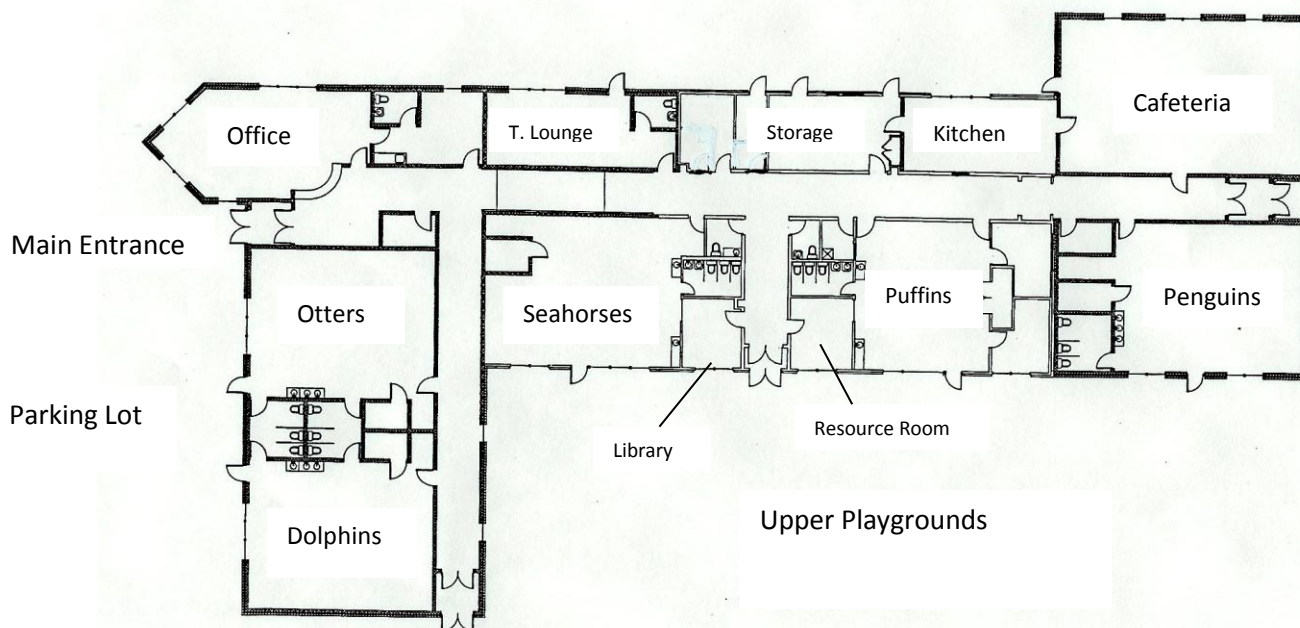 Cafeteria
Office
T. Lounge
Storage
Kitchen
Main Entrance
Otters
Seahorses
Puffins
Penguins
Parking Lot
Library
Resource Room
Dolphins
Upper Playgrounds